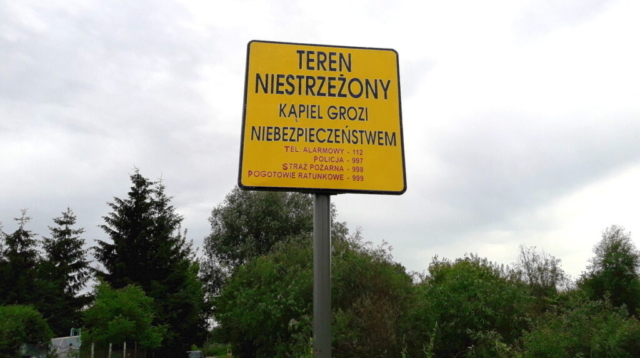 TEREN
NIESTRZEŻONY
KĄPIEL GROZI
NIEBEZPIECZEŃSTWEM
TEL. ALARMOWY - 112
POLICJA - 997
STRAŻ POŻARNA - 998
POGOTOWIE RATUNKOWE - 999